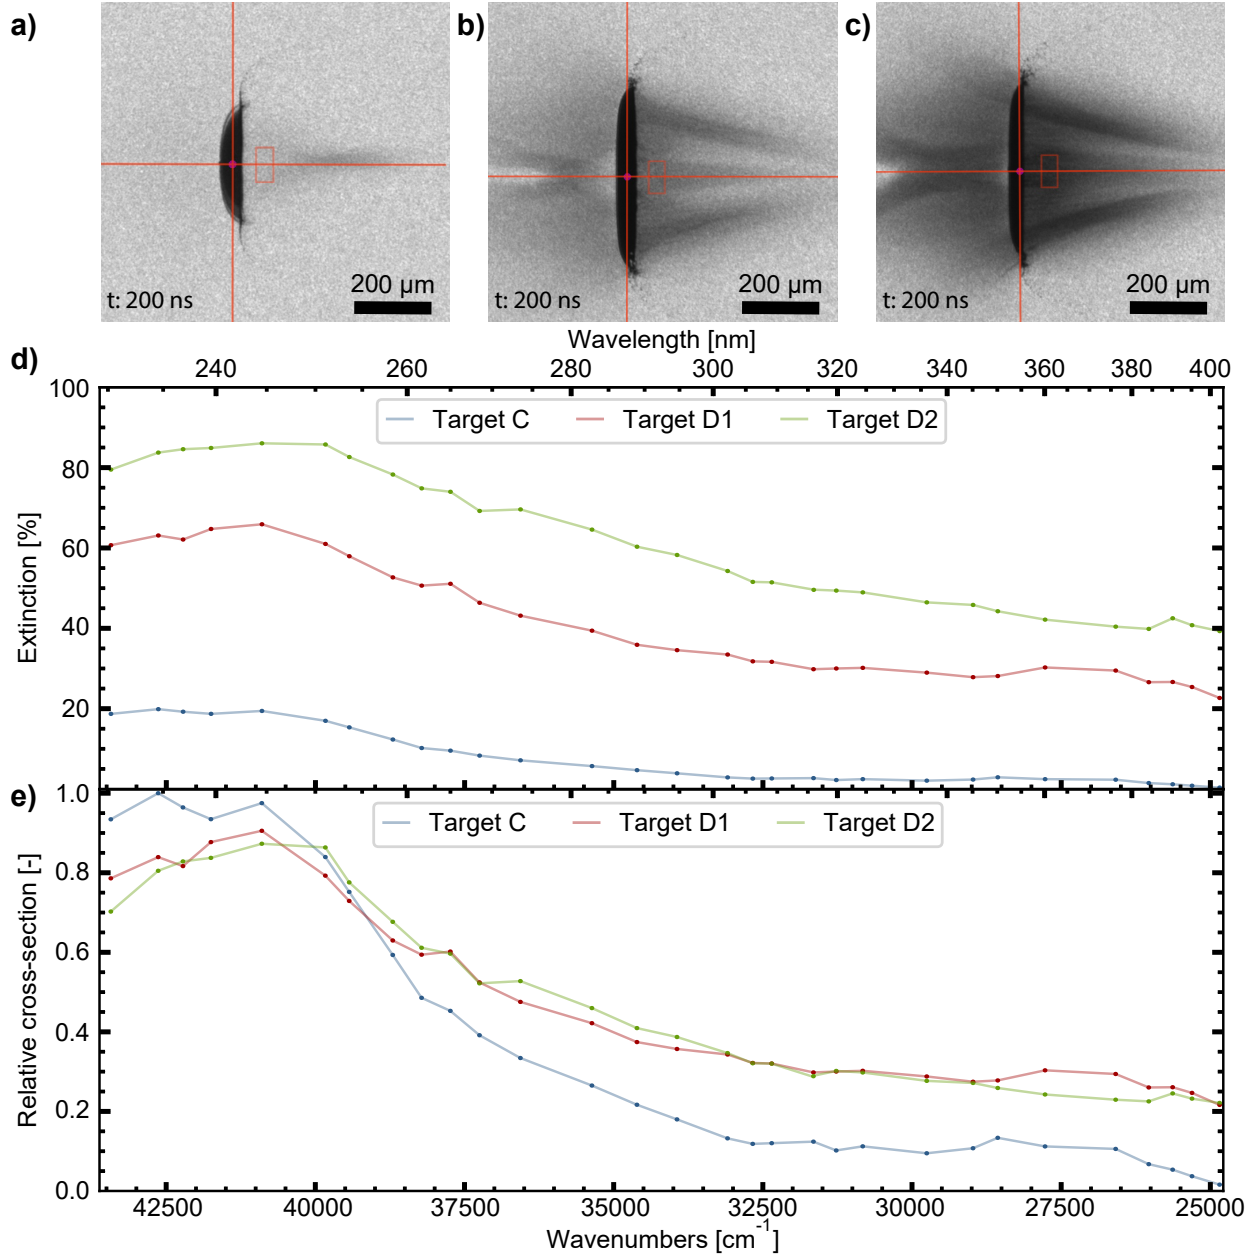 a) b) c)
t: 200 ns 200 µm t: 200 ns 200 µm t: 200 ns 200 µm
Wavelength [nm]
d)
240 260 280 300 320 340 360 380 400
100
80
60
40
20
Extinction [%]
Target C Target D1 Target D2
e)
1.0
0.8
0.6
0.4
0.2
0.0
Relative cross-section [-]
Target C Target D1 Target D2
42500 40000 37500 35000 32500 30000 27500 25000
Wavenumbers [cm⁻¹]